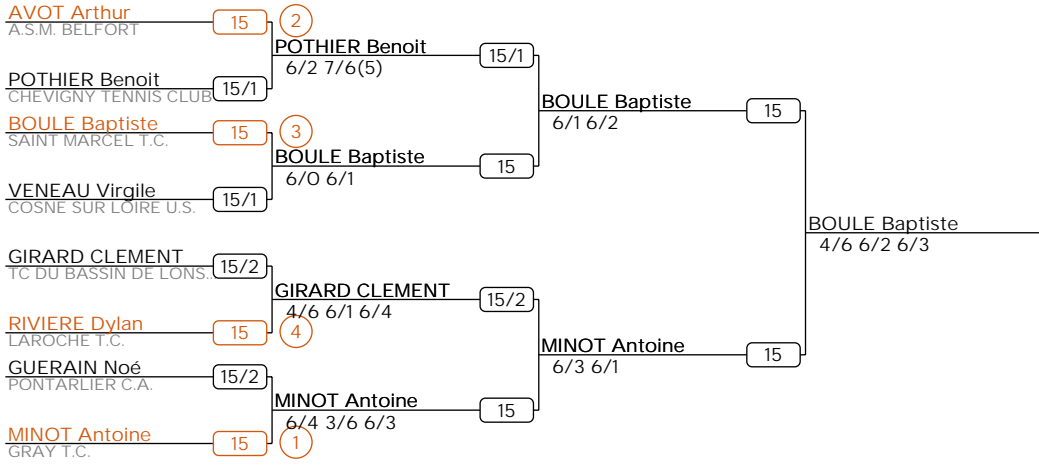 AVOT Arthur
15
2
A.S.M. BELFORT
POTHIER Benoit
15/1
6/2 7/6(5)
POTHIER Benoit
15/1
CHEVIGNY TENNIS CLUB
BOULE Baptiste
15
6/1 6/2
BOULE Baptiste
15
3
SAINT MARCEL T.C.
BOULE Baptiste
15
6/0 6/1
VENEAU Virgile
15/1
COSNE SUR LOIRE U.S.
BOULE Baptiste
4/6 6/2 6/3
GIRARD CLEMENT
15/2
TC DU BASSIN DE LONS...
GIRARD CLEMENT
15/2
4/6 6/1 6/4
RIVIERE Dylan
15
4
LAROCHE T.C.
MINOT Antoine
15
6/3 6/1
GUERAIN Noé
15/2
PONTARLIER C.A.
MINOT Antoine
15
6/4 3/6 6/3
MINOT Antoine
15
1
GRAY T.C.